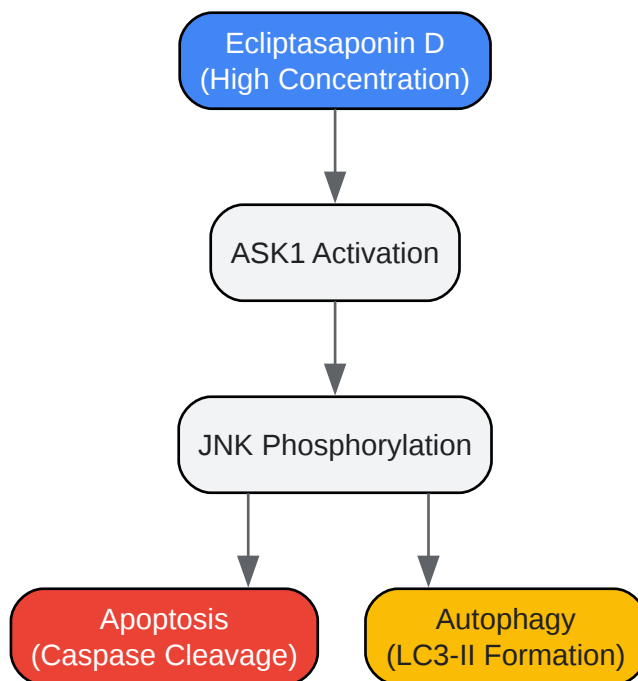 Ecliptasaponin D
(High Concentration)
ASK1 Activation
JNK Phosphorylation
Apoptosis
(Caspase Cleavage)
Autophagy
(LC3-II Formation)